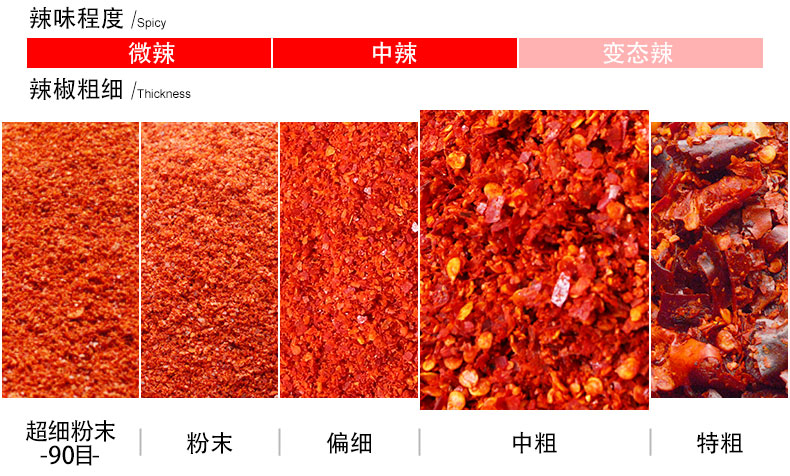 辣味程度 /Spicy
微辣 中辣 变态辣
辣椒粗细 /Thickness
超细粉末 粉末 偏细 中粗 特粗
-90目-